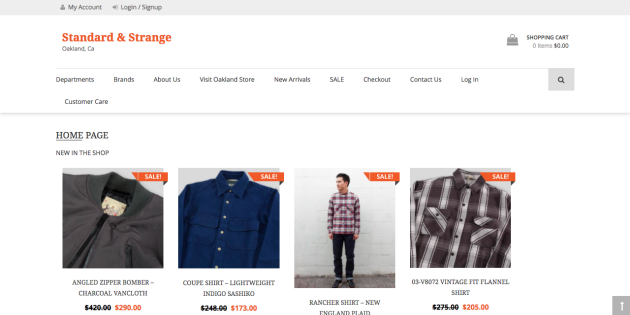 My Account Login / Signup
Standard & Strange
Oakland, Ca
SHOPPING CART
0 Items $0.00
Departments Brands About Us Visit Oakland Store New Arrivals SALE Checkout Contact Us Log In
Customer Care
HOME PAGE
NEW IN THE SHOP
SALE! SALE! SALE! SALE!
ANGLED ZIPPER BOMBER –
CHARCOAL VANCLOTH
$420.00 $290.00
COUPE SHIRT – LIGHTWEIGHT
INDIGO SASHIKO
$248.00 $173.00
RANCHER SHIRT – NEW
ENGLAND PLAID
03-V8072 VINTAGE FIT FLANNEL
SHIRT
$275.00 $205.00